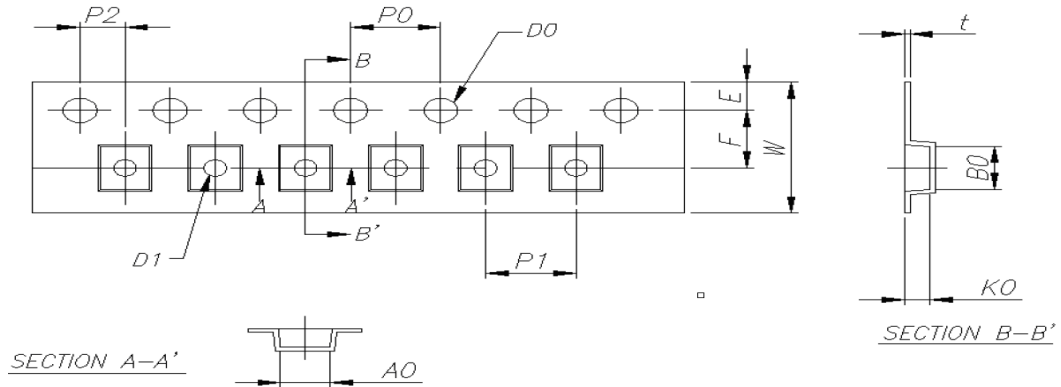 P2
P0
D0
t
B
E
F
W
B0
A
A'
B'
D1
P1
K0
SECTION B-B'
SECTION A-A'
A0